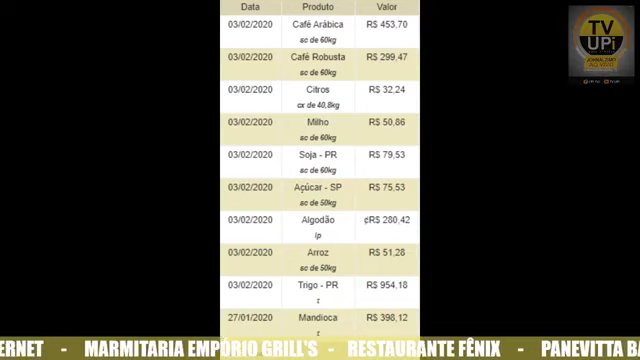 Data Produto Valor
03/02/2020 Café Arábica R$ 453,70
sc de 60kg
03/02/2020 Café Robusta R$ 299,47
sc de 60kg
03/02/2020 Citros R$ 32,24
cx de 40,8kg
03/02/2020 Milho R$ 50,86
sc de 60kg
03/02/2020 Soja - PR R$ 79,53
sc de 60kg
03/02/2020 Açúcar - SP R$ 75,53
sc de 50kg
03/02/2020 Algodão ¢R$ 280,42
lp
03/02/2020 Arroz R$ 51,28
sc de 50kg
03/02/2020 Trigo - PR R$ 954,18
t
27/01/2020 Mandioca R$ 398,12
t
TV
UPi
JORNALISMO
AO VIVO
ERNET - MARMITARIA EMPÓRIO GRILL'S - RESTAURANTE FÊNIX - PANEVITTA B